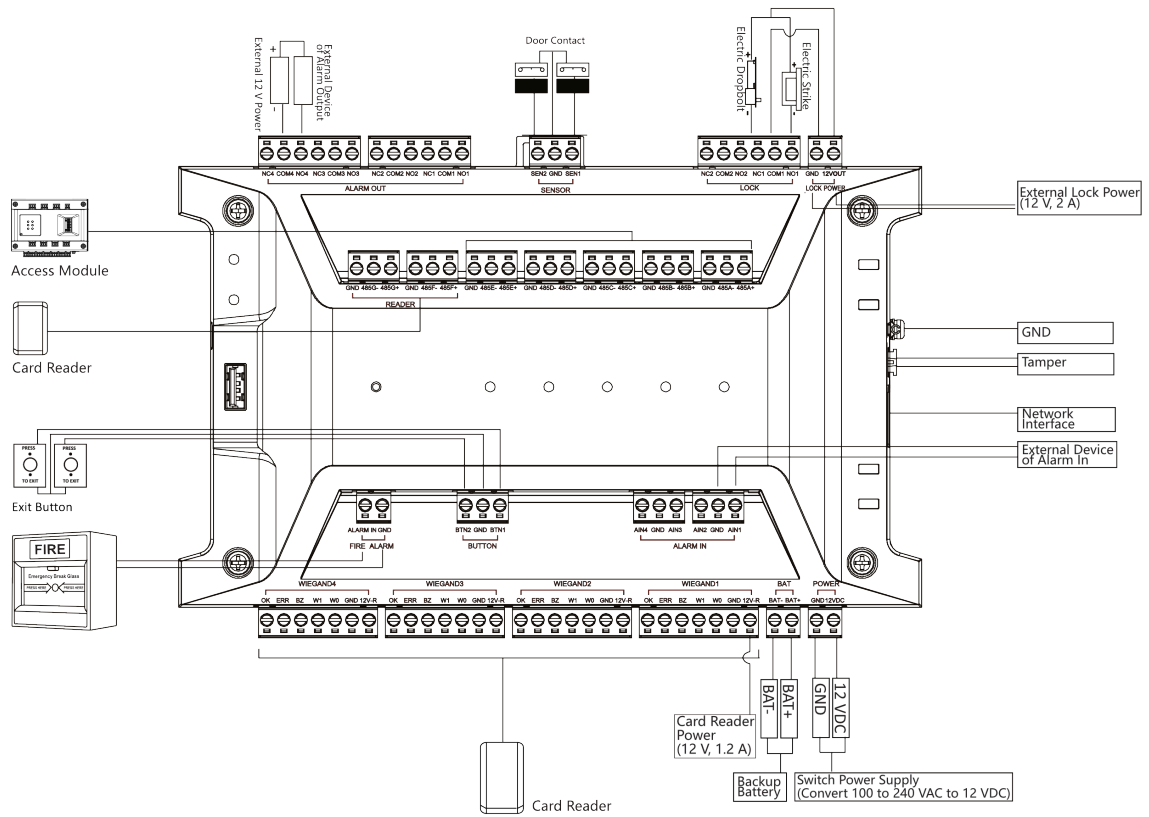 Door Contact
+
-
External 12 V Power
External Device
of Alarm Output
Electric Dropbolt
+
-
Electric Strike
+
-
NC4 COM4 NO4 NC3 COM3 NO3
NC2 COM2 NO2 NC1 COM1 NO1
ALARM OUT
SEN2 GND SEN1
SENSOR
NC2 COM2 NO2 NC1 COM1 NO1
LOCK
GND 12VOUT
LOCK POWER
External Lock Power
(12 V, 2 A)
Access Module
GND 485G- 485G+
GND 485F- 485F+
GND 485E- 485E+
GND 485D- 485D+
GND 485C- 485C+
GND 485B- 485B+
GND 485A- 485A+
READER
Card Reader
GND
Tamper
Network
Interface
External Device
of Alarm In
PRESS
TO EXIT
PRESS
TO EXIT
Exit Button
ALARM IN GND
FIRE ALARM
BTN2 GND BTN1
BUTTON
AIN4 GND AIN3
AIN2 GND AIN1
ALARM IN
FIRE
Emergency Break Glass
PRESS HERE
PRESS HERE
WIEGAND4
WIEGAND3
WIEGAND2
WIEGAND1
BAT
POWER
OK ERR BZ W1 W0 GND 12V-R
OK ERR BZ W1 W0 GND 12V-R
OK ERR BZ W1 W0 GND 12V-R
OK ERR BZ W1 W0 GND 12V-R
BAT- BAT+
GND 12VDC
BAT-
BAT+
GND
12 VDC
Card Reader
Power
(12 V, 1.2 A)
Backup
Battery
Switch Power Supply
(Convert 100 to 240 VAC to 12 VDC)
Card Reader